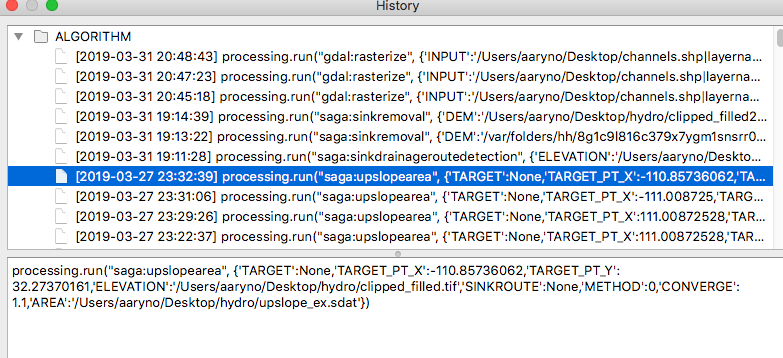 History
ALGORITHM
[2019-03-31 20:48:43] processing.run("gdal:rasterize", {'INPUT':'/Users/aaryno/Desktop/channels.shp|layerna...
[2019-03-31 20:47:23] processing.run("gdal:rasterize", {'INPUT':'/Users/aaryno/Desktop/channels.shp|layerna...
[2019-03-31 20:45:18] processing.run("gdal:rasterize", {'INPUT':'/Users/aaryno/Desktop/channels.shp|layerna...
[2019-03-31 19:14:39] processing.run("saga:sinkremoval", {'DEM':'/Users/aaryno/Desktop/hydro/clipped_filled2...
[2019-03-31 19:13:22] processing.run("saga:sinkremoval", {'DEM':'/var/folders/hh/8g1c9l816c379x7ygm1snsrr0...
[2019-03-31 19:11:28] processing.run("saga:sinkdrainageroutedetection", {'ELEVATION':'/Users/aaryno/Deskto...
[2019-03-27 23:32:39] processing.run("saga:upslopearea", {'TARGET':None,'TARGET_PT_X':-110.85736062,'TA...
[2019-03-27 23:31:06] processing.run("saga:upslopearea", {'TARGET':None,'TARGET_PT_X':-111.008725,'TARG...
[2019-03-27 23:29:26] processing.run("saga:upslopearea", {'TARGET':None,'TARGET_PT_X':111.00872528,'TAR...
[2019-03-27 23:22:37] processing.run("saga:upslopearea", {'TARGET':None,'TARGET_PT_X':111.00872528,'TAR...
processing.run("saga:upslopearea", {'TARGET':None,'TARGET_PT_X':-110.85736062,'TARGET_PT_Y':
32.27370161,'ELEVATION':'/Users/aaryno/Desktop/hydro/clipped_filled.tif','SINKROUTE':None,'METHOD':0,'CONVERGE':
1.1,'AREA':'/Users/aaryno/Desktop/hydro/upslope_ex.sdat'})